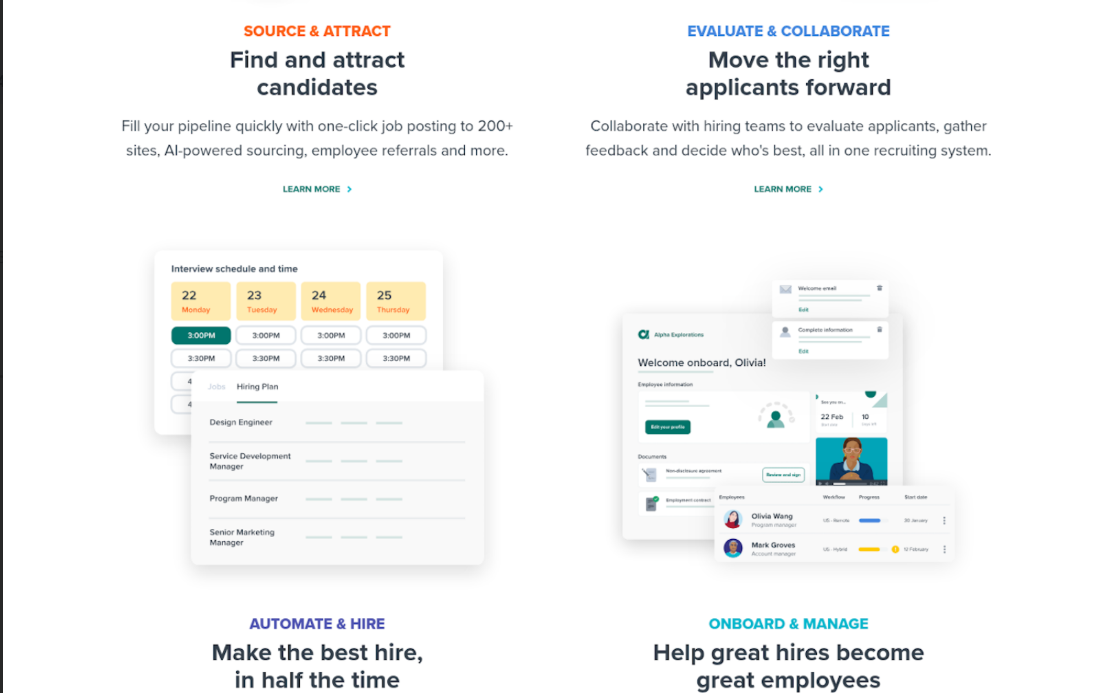 SOURCE & ATTRACT
Find and attract
candidates
Fill your pipeline quickly with one-click job posting to 200+
sites, AI-powered sourcing, employee referrals and more.
LEARN MORE
EVALUATE & COLLABORATE
Move the right
applicants forward
Collaborate with hiring teams to evaluate applicants, gather
feedback and decide who's best, all in one recruiting system.
LEARN MORE
Interview schedule and time
22 23 24 25
Monday Tuesday Wednesday Thursday
3:00PM 3:00PM 3:00PM 3:00PM
3:30PM 3:30PM 3:30PM 3:30PM
4
4
Jobs Hiring Plan
Design Engineer
Service Development
Manager
Program Manager
Senior Marketing
Manager
Welcome email
Edit
Complete information
Edit
Alpha Explorations
Welcome onboard, Olivia!
Employee information
Edit your profile
See you on...
22 Feb 10
Documents
Non-disclosure agreement
Review and sign
Employment contract
Employees Workflow Progress Start date
Olivia Wang
Program manager
US - Remote 30 January
Mark Groves
Account manager
US - Hybrid 12 February
AUTOMATE & HIRE
Make the best hire,
in half the time
ONBOARD & MANAGE
Help great hires become
great employees